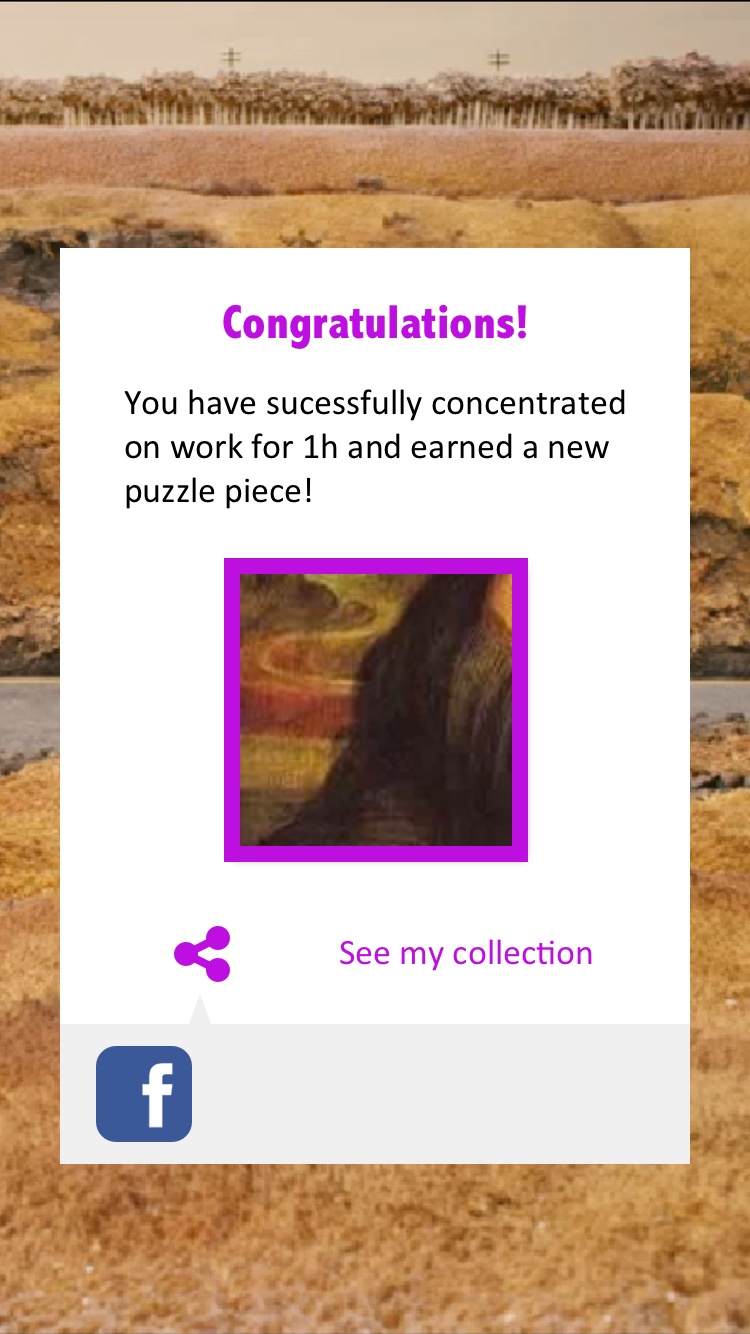 Congratulations!
You have sucessfully concentrated
on work for 1h and earned a new
puzzle piece!
See my collection
f